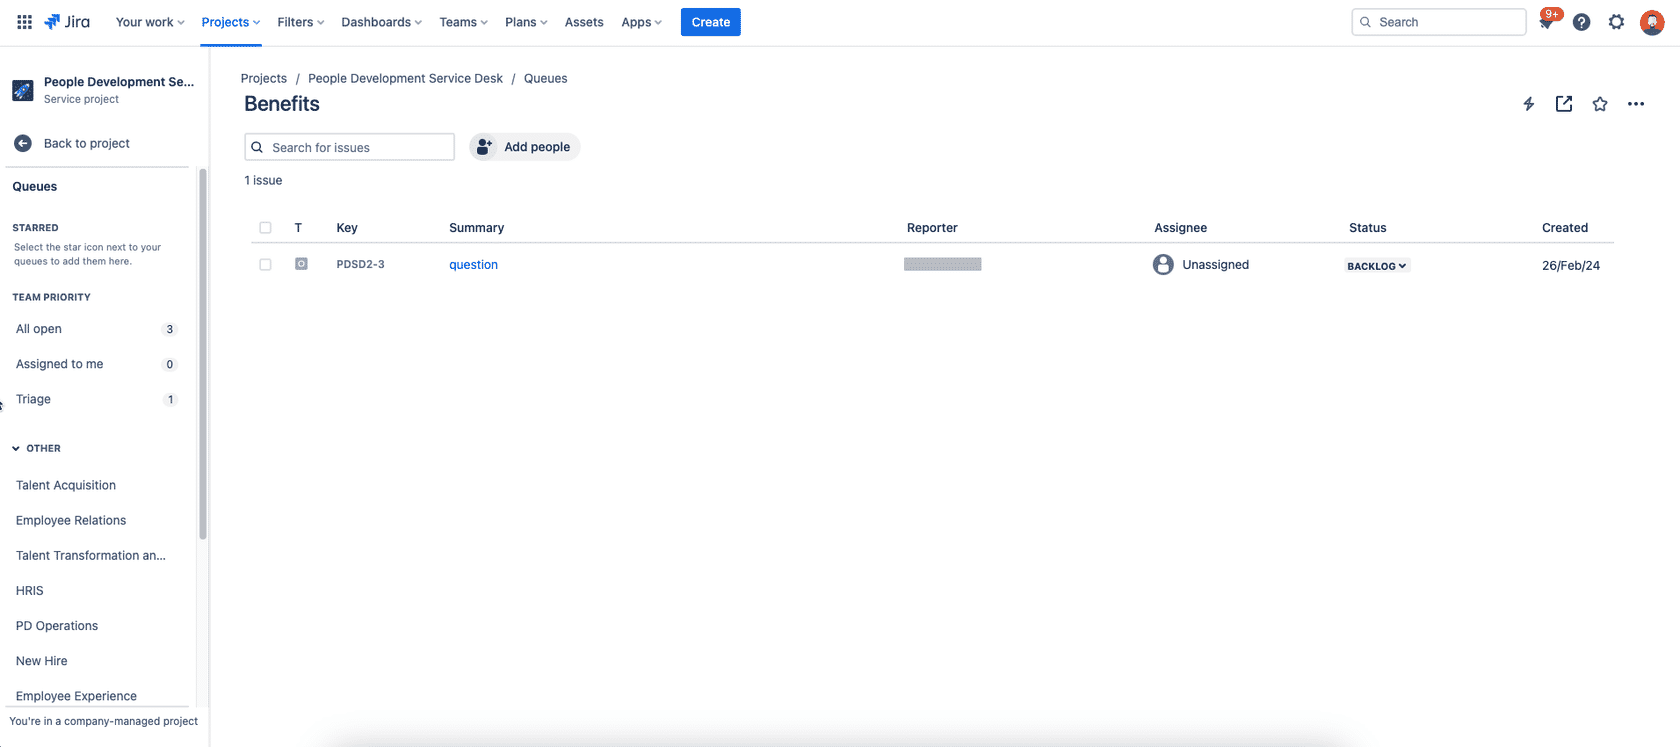 Jira Your work Projects Filters Dashboards Teams Plans Assets Apps Create Search 9+
People Development Se...
Service project
Back to project
Queues
STARRED
Select the star icon next to your
queues to add them here.
TEAM PRIORITY
All open 3
Assigned to me 0
Triage 1
OTHER
Talent Acquisition
Employee Relations
Talent Transformation an...
HRIS
PD Operations
New Hire
Employee Experience
You're in a company-managed project
Projects / People Development Service Desk / Queues
Benefits
Search for issues Add people
1 issue
T Key Summary Reporter Assignee Status Created
PDSD2-3 question Unassigned BACKLOG 26/Feb/24